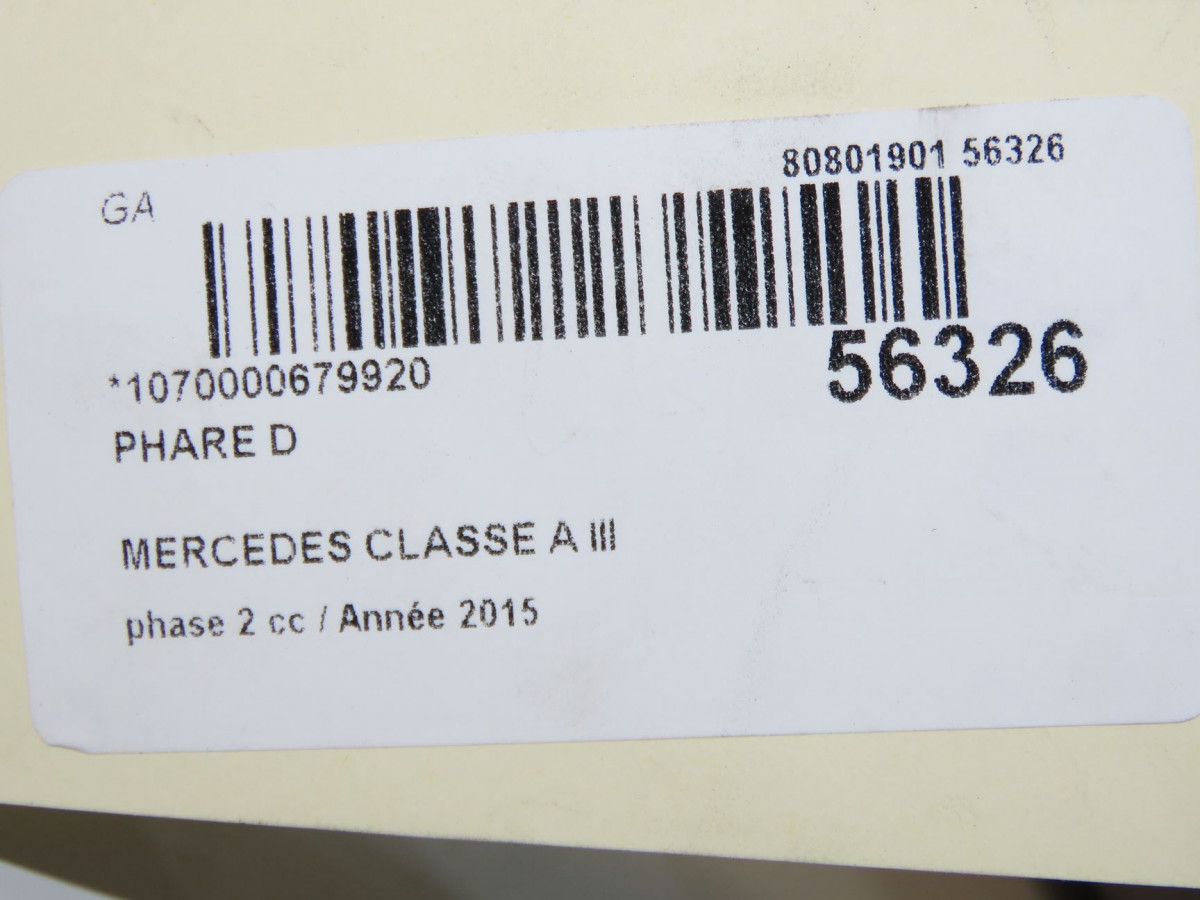 80801901 56326
GA
56326
*1070000679920
PHARE D
MERCEDES CLASSE A III
phase 2 cc / Année 2015